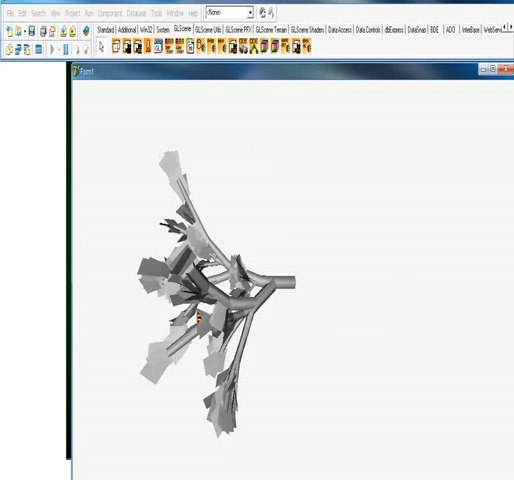 File Edit Search View Project Run Component Database Tools Window Help <None>
Standard Additional Win32 System GLScene GLScene Utils GLScene PFX GLScene Terrain GLScene Shaders Data Access Data Controls dbExpress DataSnap BDE ADO InterBase WebServi
Form1